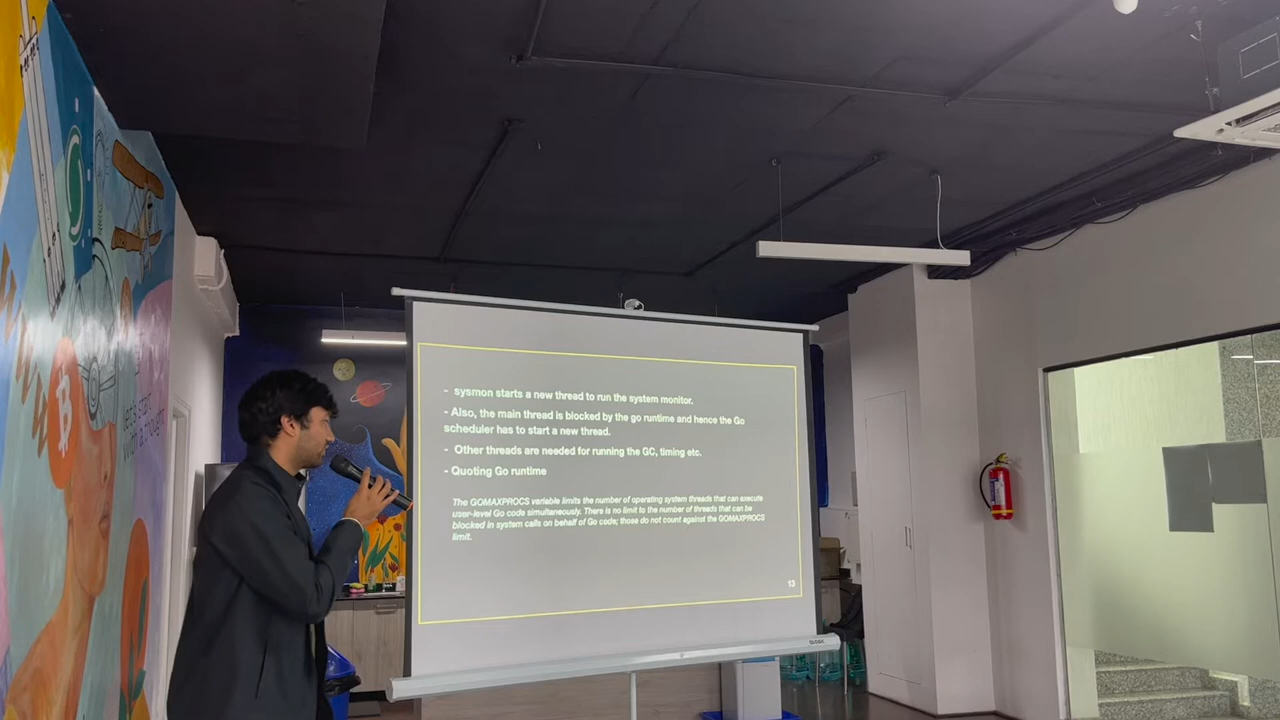 - sysmon starts a new thread to run the system monitor.
- Also, the main thread is blocked by the go runtime and hence the Go
scheduler has to start a new thread.
- Other threads are needed for running the GC, timing etc.
- Quoting Go runtime
The GOMAXPROCS variable limits the number of operating system threads that can execute
user-level Go code simultaneously. There is no limit to the number of threads that can be
blocked in system calls on behalf of Go code; those do not count against the GOMAXPROCS
limit.
13
let's start
With a thought